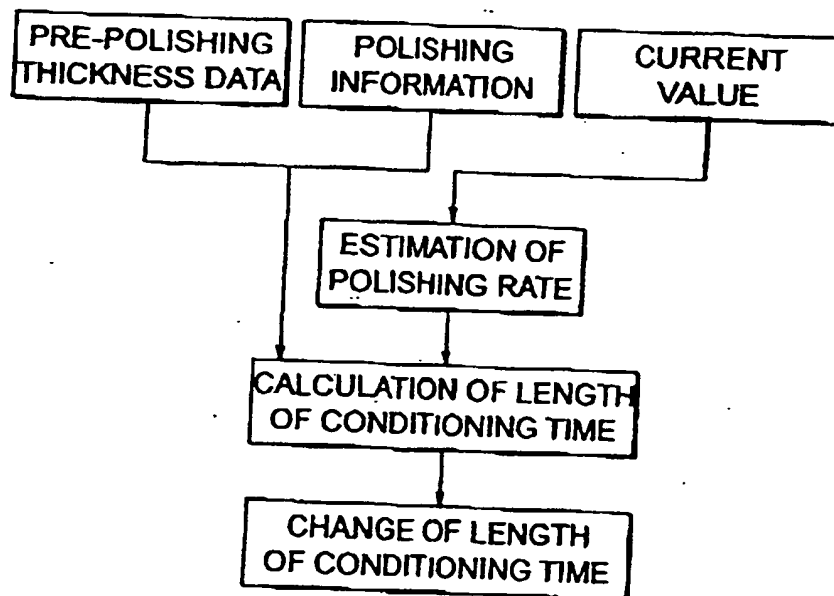 PRE-POLISHING
THICKNESS DATA
POLISHING
INFORMATION
CURRENT
VALUE
ESTIMATION OF
POLISHING RATE
CALCULATION OF LENGTH
OF CONDITIONING TIME
CHANGE OF LENGTH
OF CONDITIONING TIME